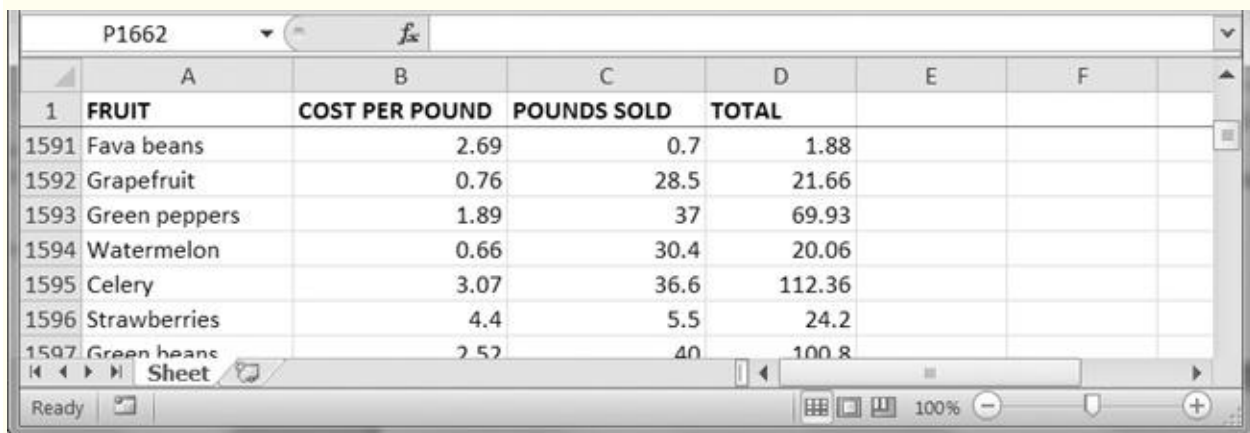 P1662 fx
A B C D E F
1 FRUIT COST PER POUND POUNDS SOLD TOTAL
1591 Fava beans 2.69 0.7 1.88
1592 Grapefruit 0.76 28.5 21.66
1593 Green peppers 1.89 37 69.93
1594 Watermelon 0.66 30.4 20.06
1595 Celery 3.07 36.6 112.36
1596 Strawberries 4.4 5.5 24.2
1597 Green beans 2.52 40 100.8
Sheet
Ready 100%